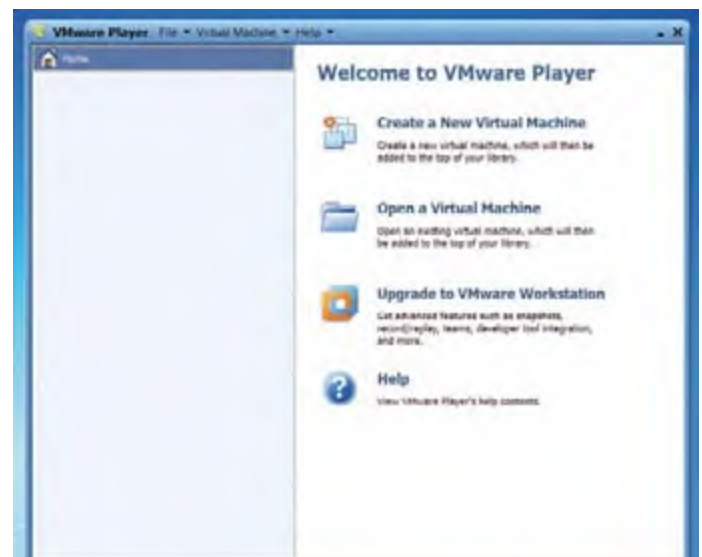 VMware Player File Virtual Machine Help
Home
Welcome to VMware Player
Create a New Virtual Machine
Create a new virtual machine, which will then be
added to the top of your library.
Open a Virtual Machine
Open an existing virtual machine, which will then
be added to the top of your library.
Upgrade to VMware Workstation
Get advanced features such as snapshots,
record/replay, teams, developer tool integration,
and more.
Help
View VMware Player's help contents.